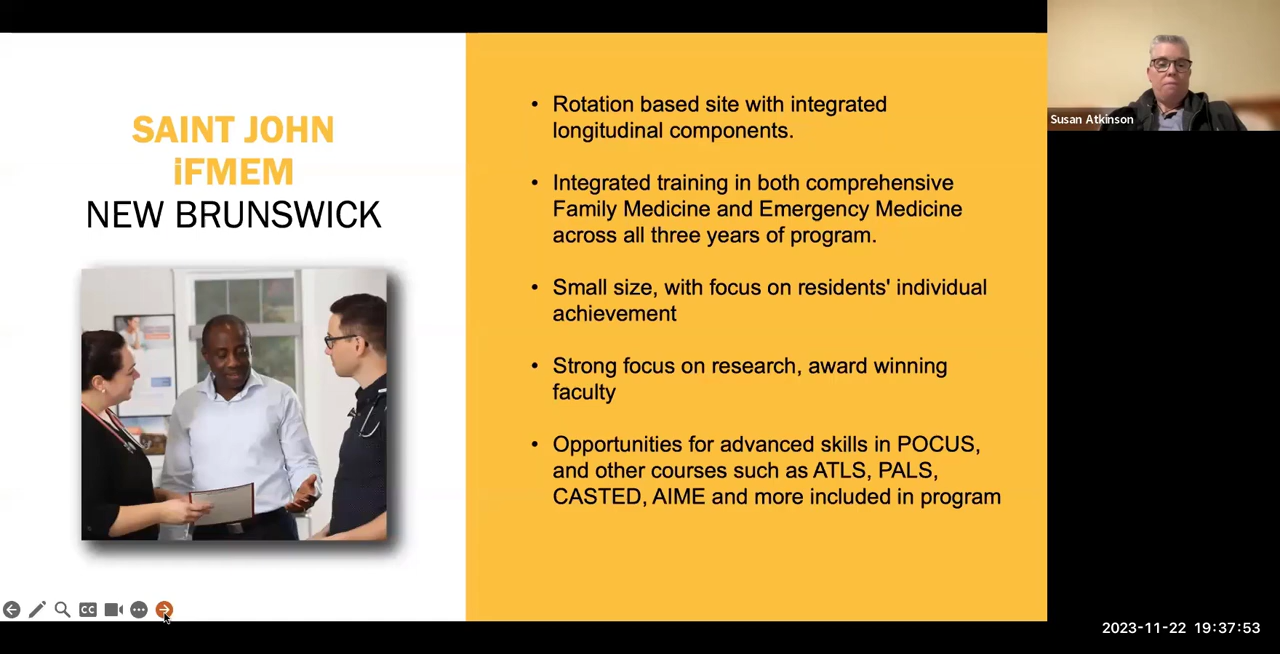 SAINT JOHN
iFMEM
NEW BRUNSWICK
• Rotation based site with integrated
longitudinal components.
• Integrated training in both comprehensive
Family Medicine and Emergency Medicine
across all three years of program.
• Small size, with focus on residents' individual
achievement
• Strong focus on research, award winning
faculty
• Opportunities for advanced skills in POCUS,
and other courses such as ATLS, PALS,
CASTED, AIME and more included in program
Susan Atkinson
CC
2023-11-22 19:37:53